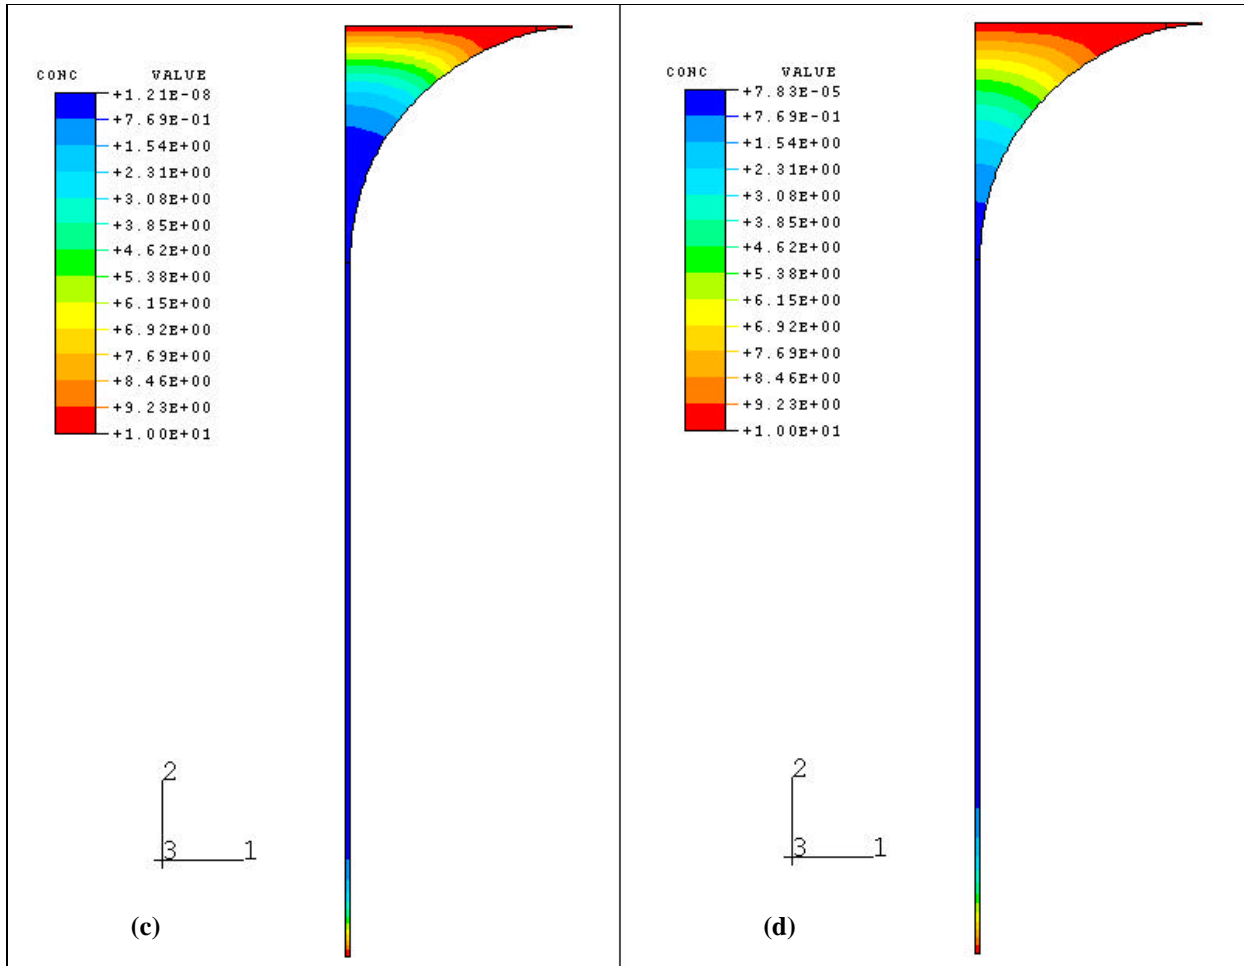 CONC VALUE
+1.21E-08
+7.69E-01
+1.54E+00
+2.31E+00
+3.08E+00
+3.85E+00
+4.62E+00
+5.38E+00
+6.15E+00
+6.92E+00
+7.69E+00
+8.46E+00
+9.23E+00
+1.00E+01
2
3 1
(c)
CONC VALUE
+7.83E-05
+7.69E-01
+1.54E+00
+2.31E+00
+3.08E+00
+3.85E+00
+4.62E+00
+5.38E+00
+6.15E+00
+6.92E+00
+7.69E+00
+8.46E+00
+9.23E+00
+1.00E+01
2
3 1
(d)